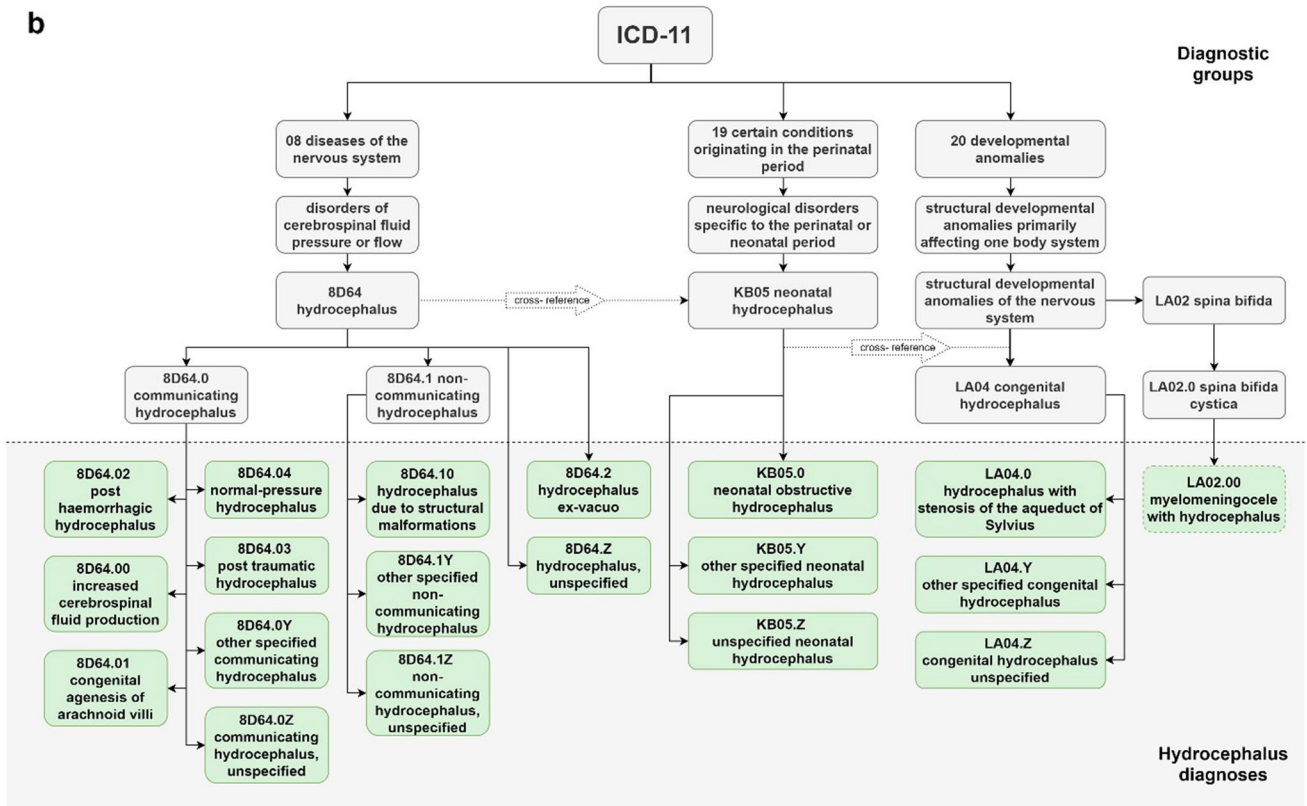 b
ICD-11
Diagnostic
groups
08 diseases of the
nervous system
19 certain conditions
originating in the perinatal
period
20 developmental
anomalies
disorders of
cerebrospinal fluid
pressure or flow
neurological disorders
specific to the perinatal or
neonatal period
structural developmental
anomalies primarily
affecting one body system
8D64
hydrocephalus
cross- reference
KB05 neonatal
hydrocephalus
structural developmental
anomalies of the nervous
system
LA02 spina bifida
cross- reference
8D64.0
communicating
hydrocephalus
8D64.1 non-
communicating
hydrocephalus
LA04 congenital
hydrocephalus
LA02.0 spina bifida
cystica
8D64.02
post
haemorrhagic
hydrocephalus
8D64.04
normal-pressure
hydrocephalus
8D64.10
hydrocephalus
due to structural
malformations
8D64.2
hydrocephalus
ex-vacuo
KB05.0
neonatal obstructive
hydrocephalus
LA04.0
hydrocephalus with
stenosis of the aqueduct of
Sylvius
LA02.00
myelomeningocele
with hydrocephalus
8D64.00
increased
cerebrospinal
fluid production
8D64.03
post traumatic
hydrocephalus
8D64.1Y
other specified
non-
communicating
hydrocephalus
8D64.Z
hydrocephalus,
unspecified
KB05.Y
other specified neonatal
hydrocephalus
LA04.Y
other specified congenital
hydrocephalus
8D64.01
congenital
agenesis of
arachnoid villi
8D64.0Y
other specified
communicating
hydrocephalus
8D64.1Z
non-
communicating
hydrocephalus,
unspecified
KB05.Z
unspecified neonatal
hydrocephalus
LA04.Z
congenital hydrocephalus
unspecified
8D64.0Z
communicating
hydrocephalus,
unspecified
Hydrocephalus
diagnoses